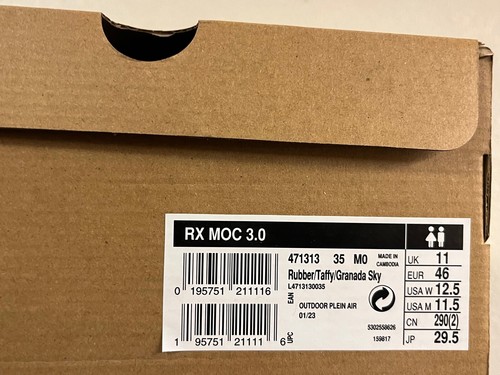 RX MOC 3.0
471313 35 M0 MADE IN CAMBODIA
Rubber/Taffy/Granada Sky
L4713130035
0 195751 211116
EAN
OUTDOOR PLEIN AIR
01/23
1 95751 21111 6
UPC
5302558626
159817
UK 11
EUR 46
USA W 12.5
USA M 11.5
CN 290(2)
JP 29.5